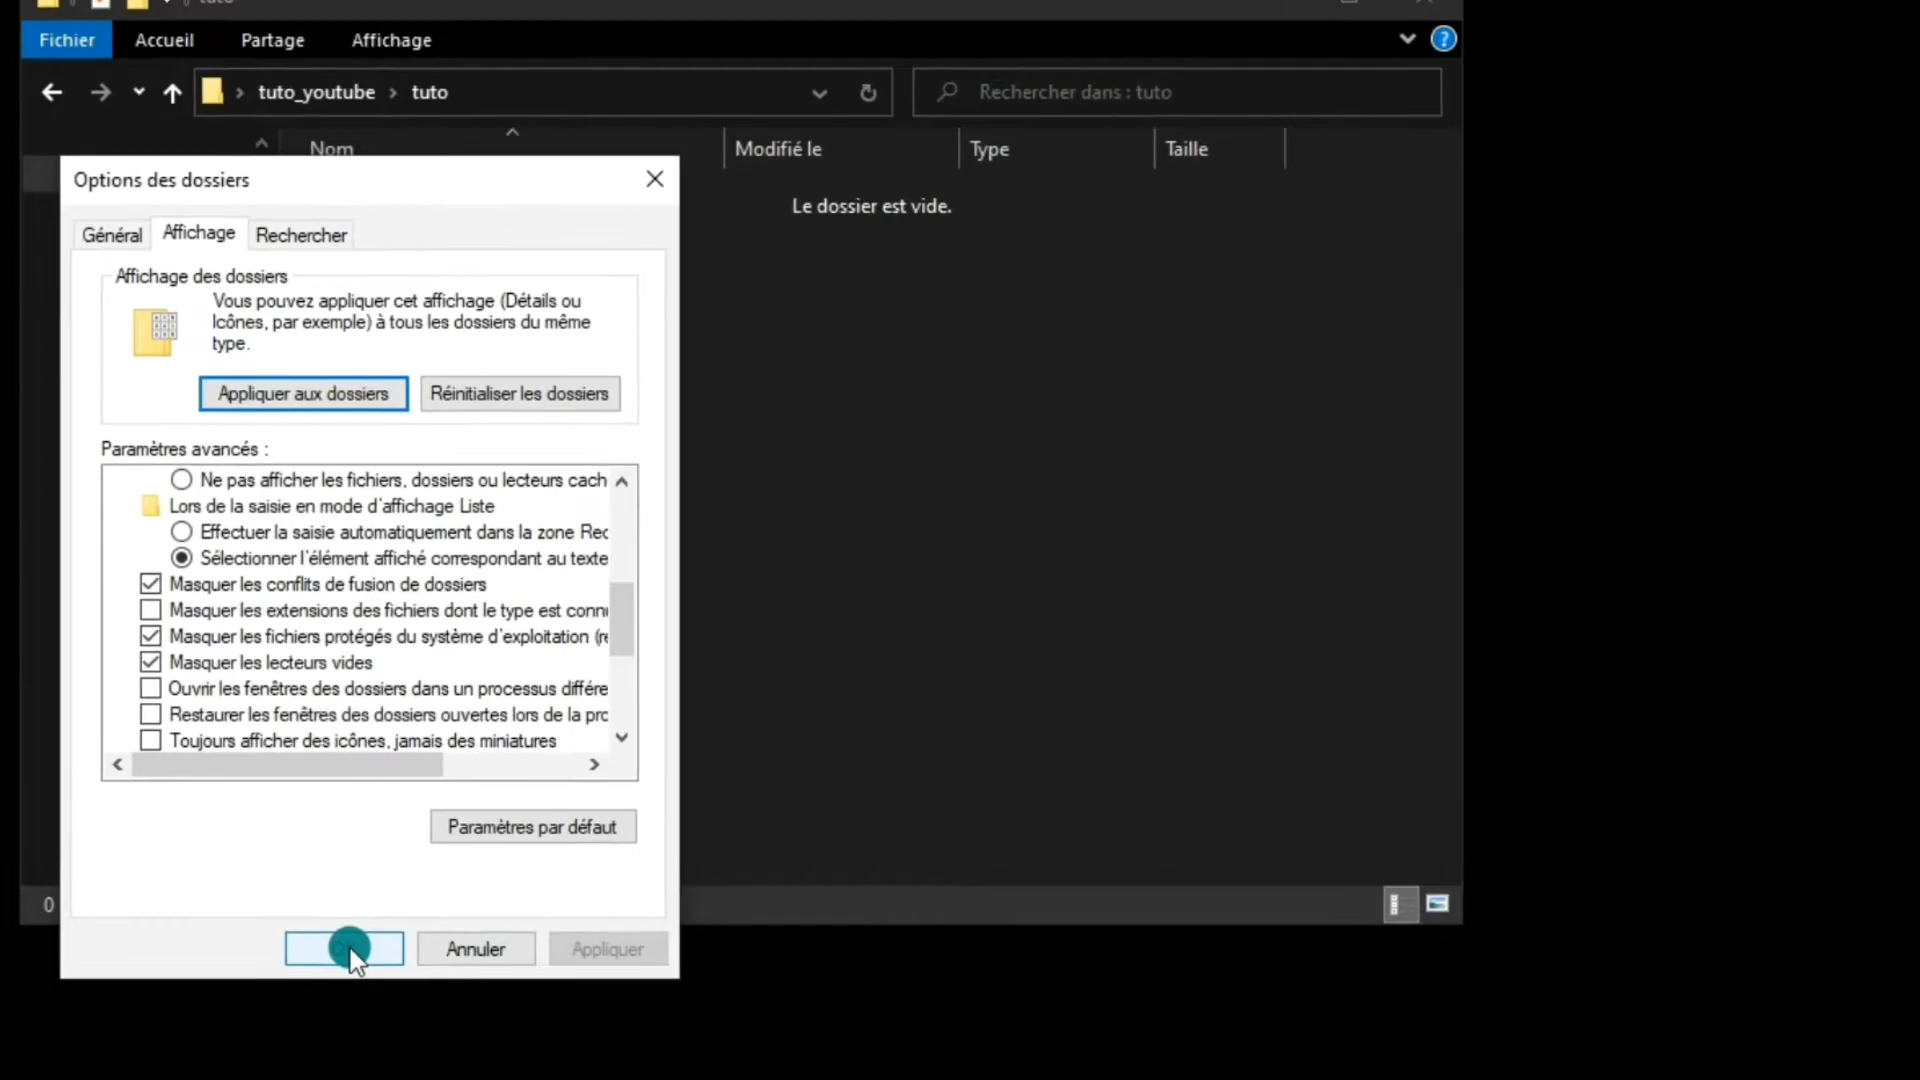 Fichier Accueil Partage Affichage
tuto_youtube tuto
Rechercher dans : tuto
Nom Modifié le Type Taille
Le dossier est vide.
Options des dossiers
Général Affichage Rechercher
Affichage des dossiers
Vous pouvez appliquer cet affichage (Détails ou
Icônes, par exemple) à tous les dossiers du même
type.
Appliquer aux dossiers Réinitialiser les dossiers
Paramètres avancés :
Ne pas afficher les fichiers, dossiers ou lecteurs cach
Lors de la saisie en mode d'affichage Liste
Effectuer la saisie automatiquement dans la zone Rec
Sélectionner l'élément affiché correspondant au texte
Masquer les conflits de fusion de dossiers
Masquer les extensions des fichiers dont le type est connu
Masquer les fichiers protégés du système d'exploitation (re
Masquer les lecteurs vides
Ouvrir les fenêtres des dossiers dans un processus différe
Restaurer les fenêtres des dossiers ouvertes lors de la pro
Toujours afficher des icônes, jamais des miniatures
Paramètres par défaut
0
Annuler Appliquer